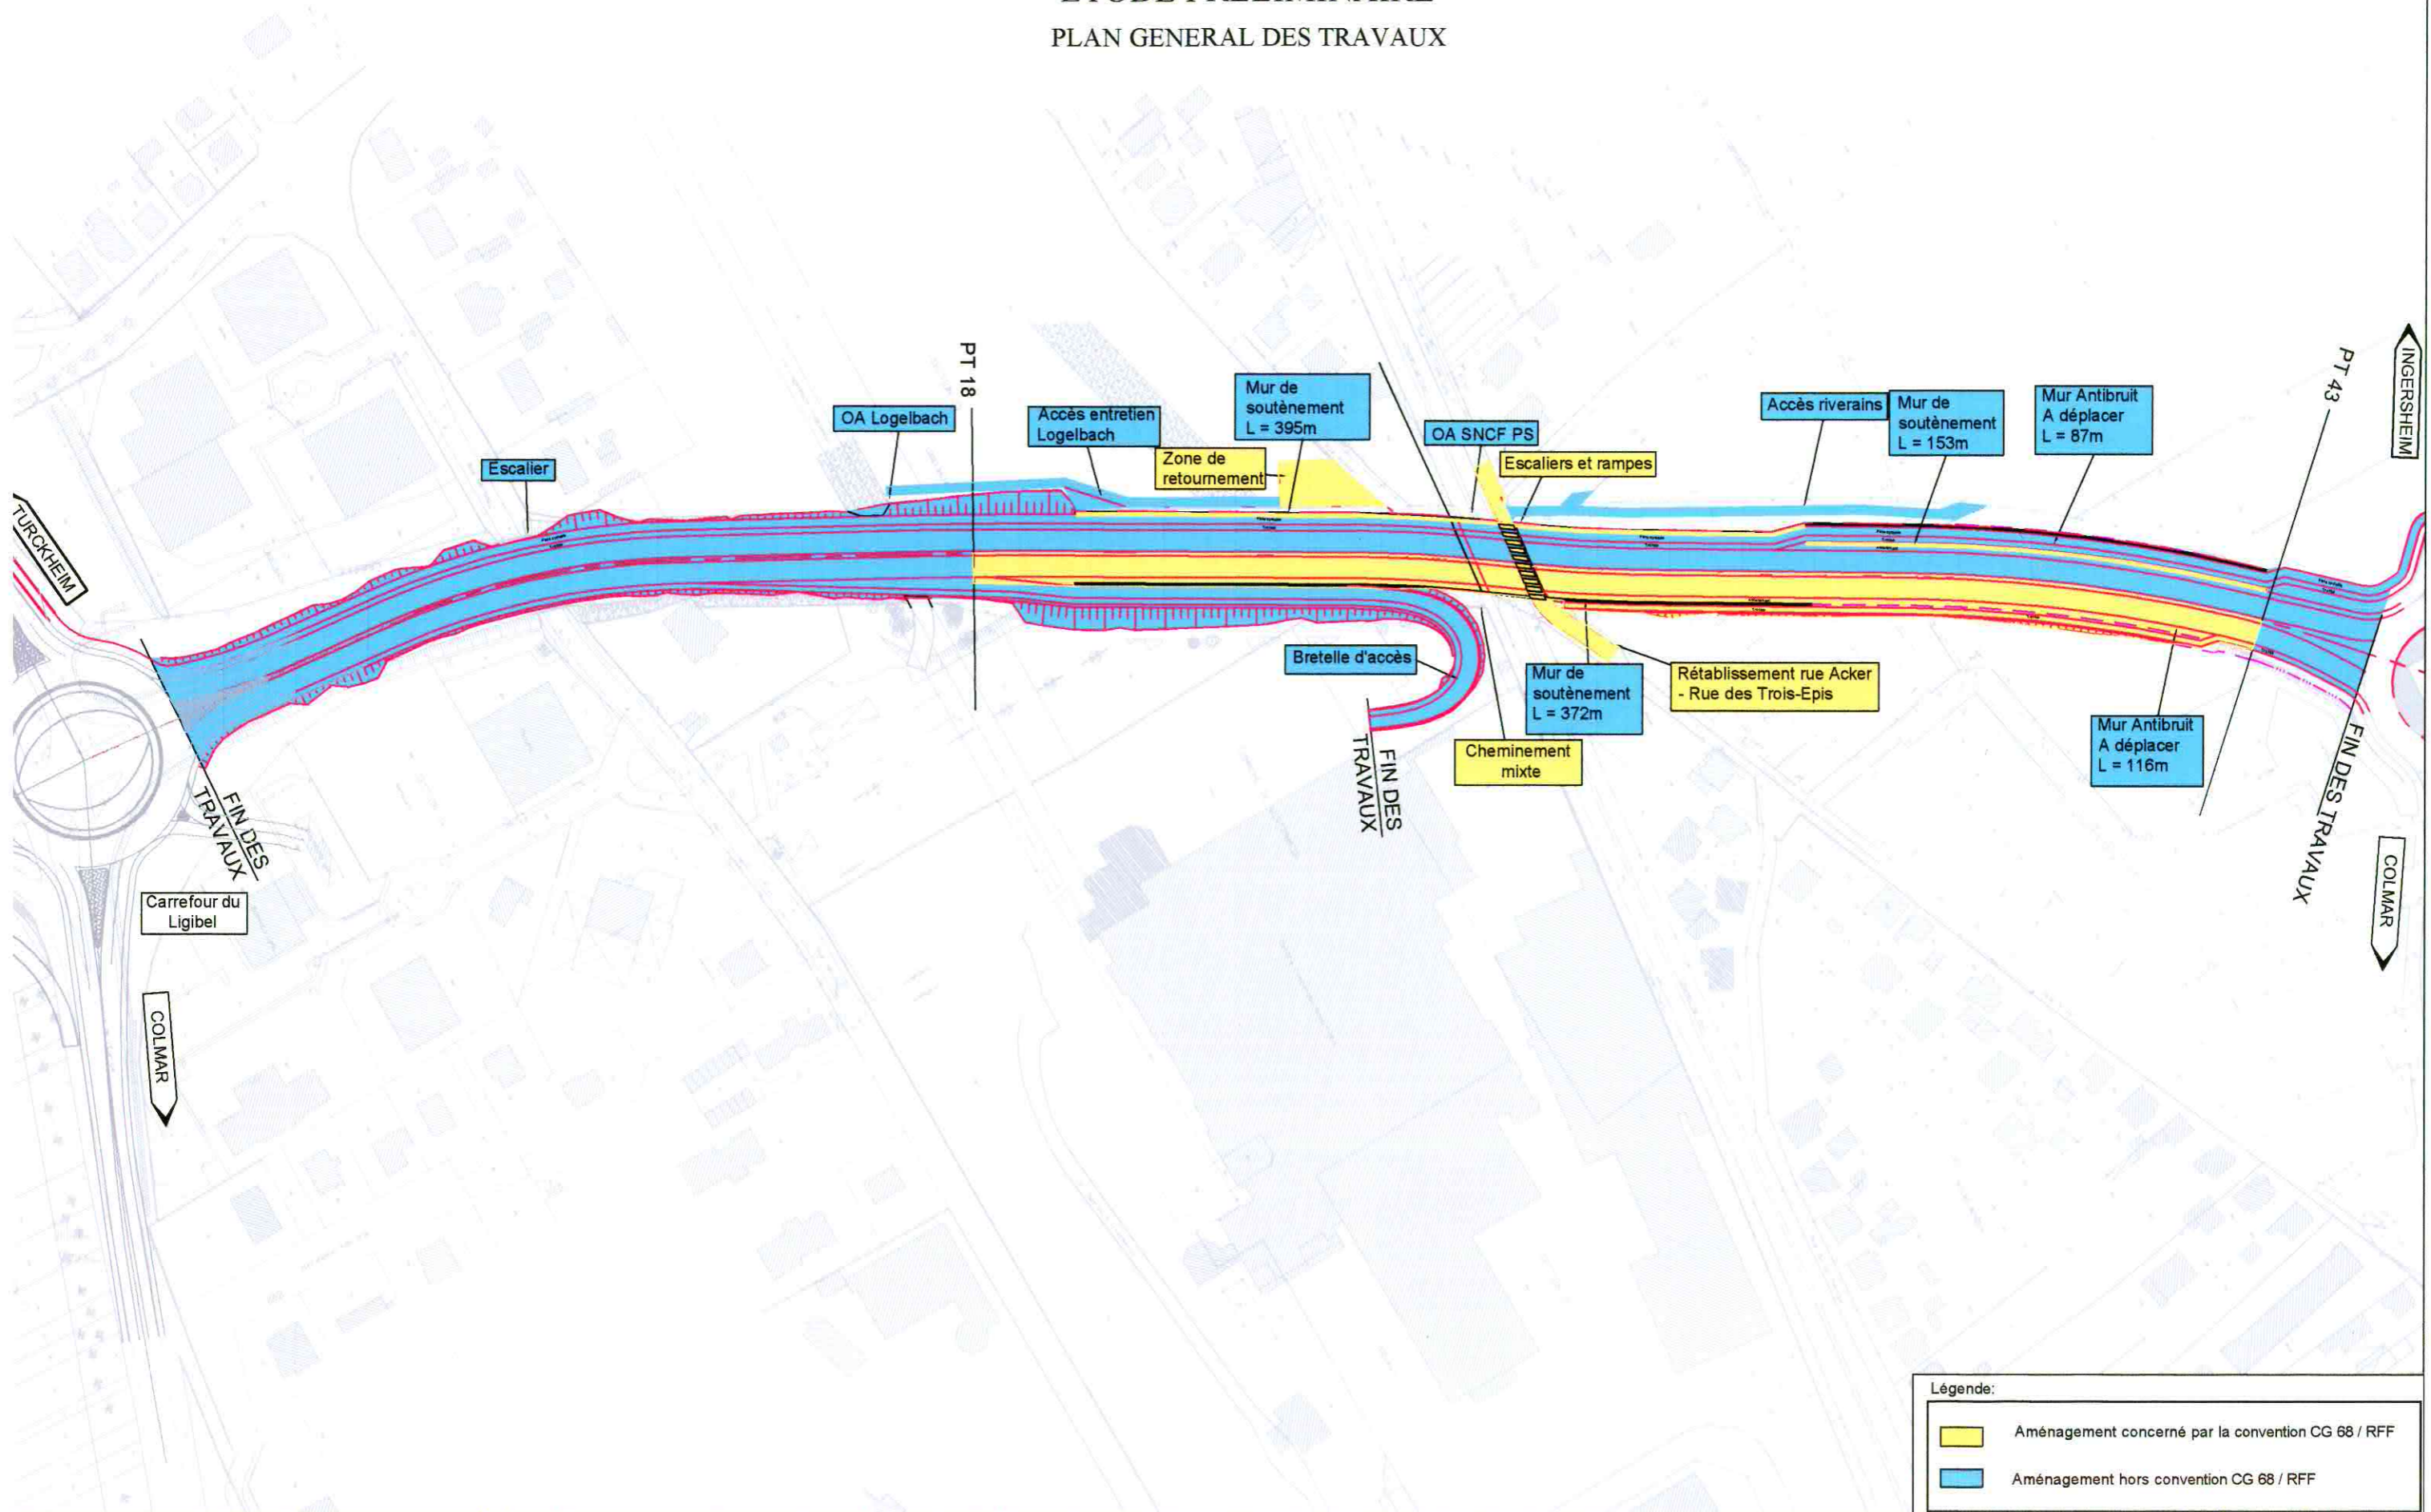 ETUDE PRELIMINAIRE
PLAN GENERAL DES TRAVAUX
INGERSHEIM
PT 43
PT 18
Mur de
soutènement
L = 395m
OA Logelbach
Accès entretien
Logelbach
Zone de
retournement
OA SNCF PS
Escaliers et rampes
Accès riverains
Mur de
soutènement
L = 153m
Mur Antibruit
A déplacer
L = 87m
Escalier
TURCKHEIM
Bretelle d'accès
Mur de
soutènement
L = 372m
Rétablissement rue Acker
- Rue des Trois-Epis
Cheminement
mixte
Mur Antibruit
A déplacer
L = 116m
FIN DES
TRAVAUX
FIN DES
TRAVAUX
FIN DES TRAVAUX
Carrefour du
Ligibel
COLMAR
COLMAR
Légende:
Aménagement concerné par la convention CG 68 / RFF
Aménagement hors convention CG 68 / RFF